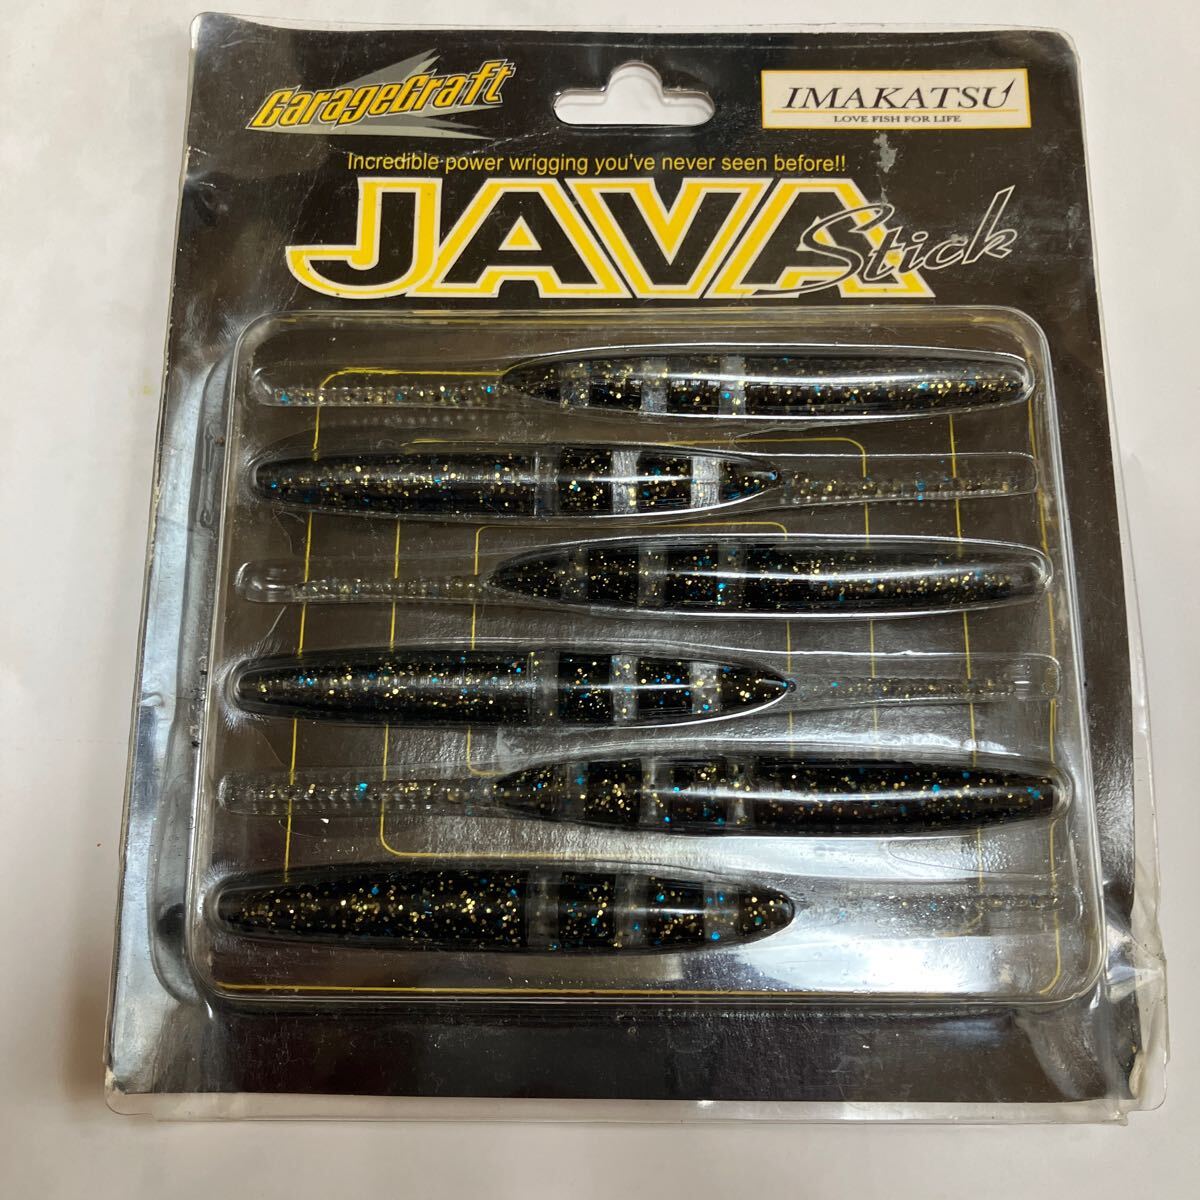 GarageCraft
IMAKATSU
LOVE FISH FOR LIFE
Incredible power wrigging you've never seen before!!
JAVA Stick